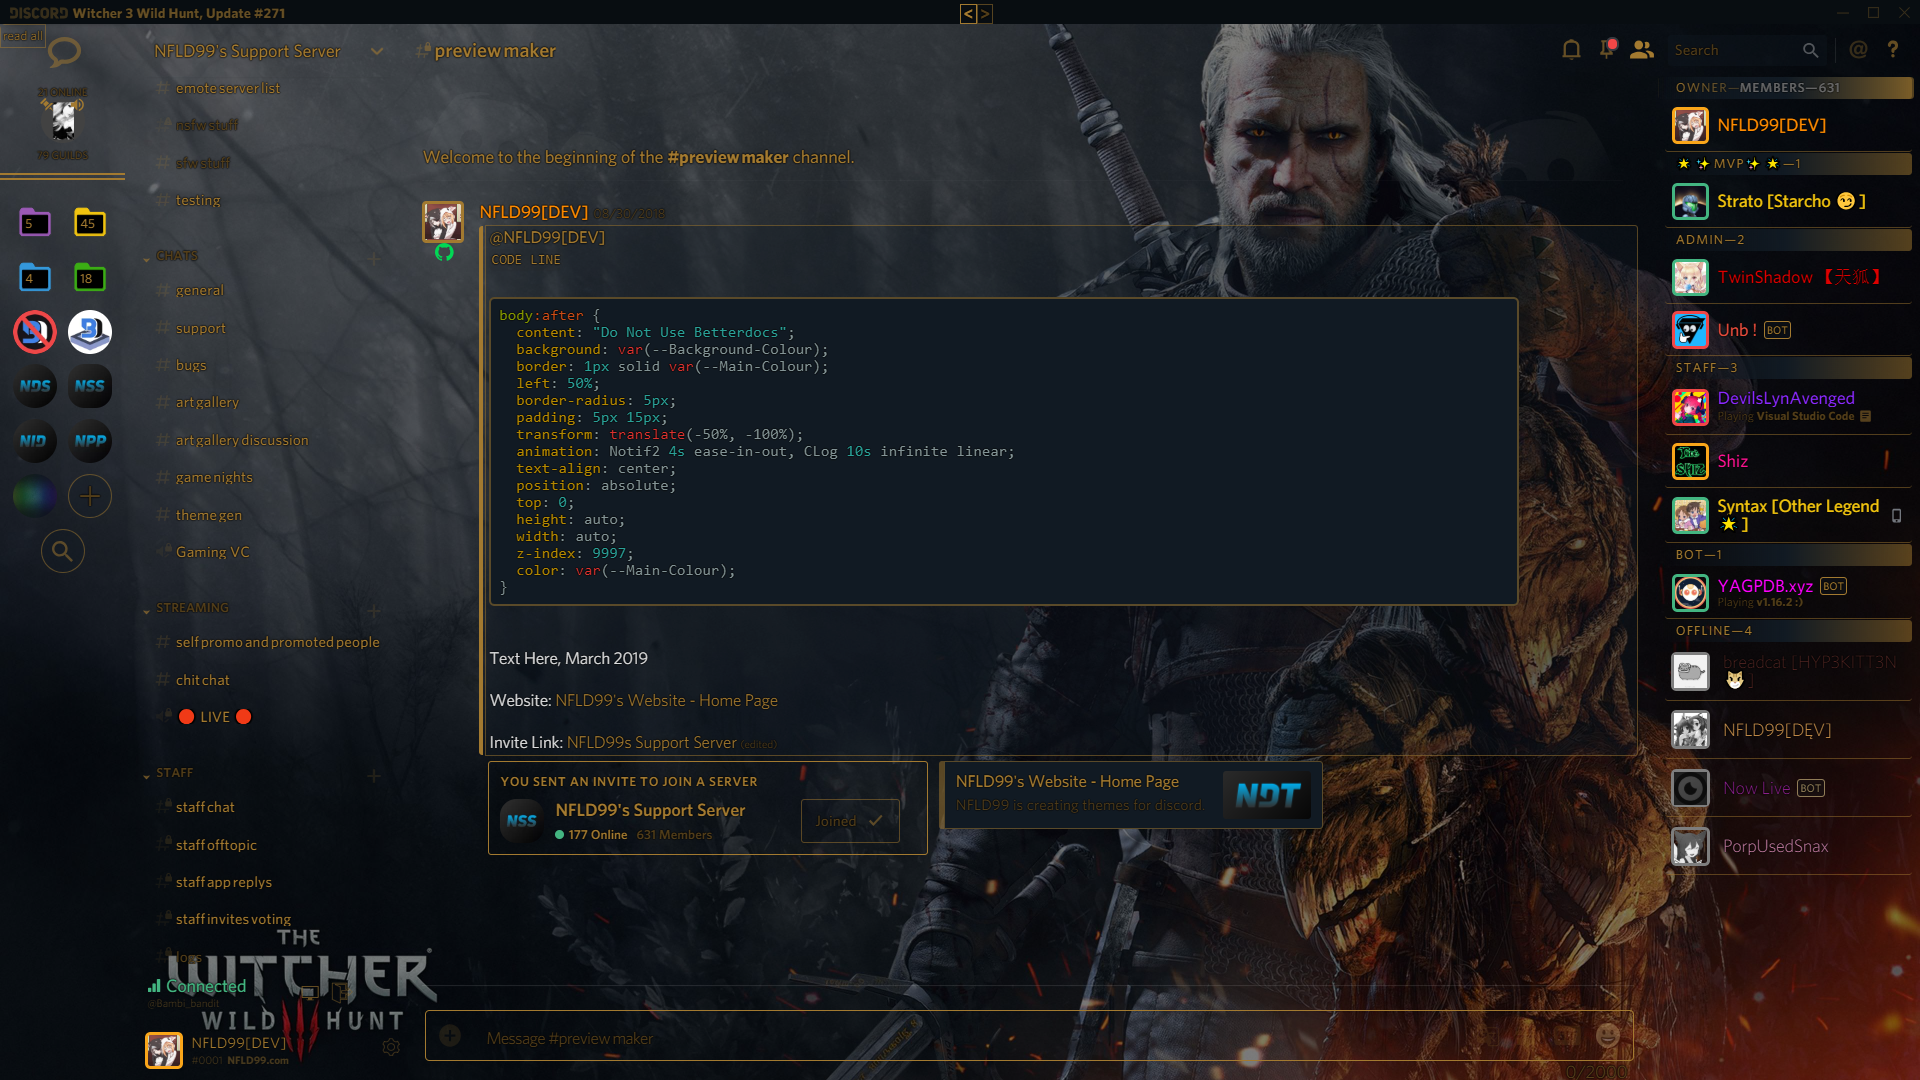 DISCORD Witcher 3 Wild Hunt, Update #271
< >
read all
21 ONLINE
79 GUILDS
5
45
4
18
NDS
NSS
NID
NPP
NFLD99's Support Server
emote server list
nsfw stuff
sfw stuff
testing
CHATS
general
support
bugs
art gallery
art gallery discussion
game nights
theme gen
Gaming VC
STREAMING
self promo and promoted people
chit chat
LIVE
STAFF
staff chat
staff offtopic
staff app replys
staff invites voting
logs
THE
WITCHER
WILD HUNT
Connected
@Bambi_bandit
NFLD99[DEV]
#0001 NFLD99.com
# preview maker
Welcome to the beginning of the #preview maker channel.
NFLD99[DEV] 08/30/2018
@NFLD99[DEV]
CODE LINE
body:after {
content: "Do Not Use Betterdocs";
background: var(--Background-Colour);
border: 1px solid var(--Main-Colour);
left: 50%;
border-radius: 5px;
padding: 5px 15px;
transform: translate(-50%, -100%);
animation: Notif2 4s ease-in-out, CLog 10s infinite linear;
text-align: center;
position: absolute;
top: 0;
height: auto;
width: auto;
z-index: 9997;
color: var(--Main-Colour);
}
Text Here, March 2019
Website: NFLD99's Website - Home Page
Invite Link: NFLD99s Support Server (edited)
YOU SENT AN INVITE TO JOIN A SERVER
NSS
NFLD99's Support Server
177 Online 631 Members
Joined
NFLD99's Website - Home Page
NFLD99 is creating themes for discord.
NDT
Message #preview maker
0/2000
Search
@ ?
OWNER—MEMBERS—631
NFLD99[DEV]
MVP —1
Strato [Starcho 😏 ]
ADMIN—2
TwinShadow 【天狐】
Unb ! BOT
STAFF—3
DevilsLynAvenged
Playing Visual Studio Code
Shiz
Syntax [Other Legend
🌟 ]
BOT—1
YAGPDB.xyz BOT
Playing v1.16.2 :)
OFFLINE—4
breadcat [HYP3KITT3N
]
NFLD99[DĘV]
Now Live BOT
PorpUsedSnax